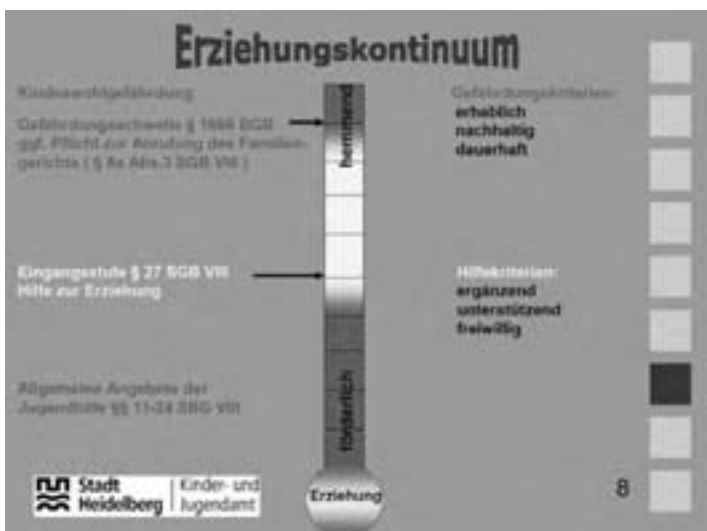 Erziehungskontinuum
Kindeswohlgefährdung
Gefährdungsschwelle § 1666 BGB
ggf. Pflicht zur Anrufung des Familien-
gerichts ( § 8a Abs.3 SGB VIII )
hemmend
Gefährdungskriterien:
erheblich
nachhaltig
dauerhaft
Eingangsstufe § 27 SGB VIII
Hilfe zur Erziehung
Hilfekriterien:
ergänzend
unterstützend
freiwillig
Allgemeine Angebote der
Jugendhilfe §§ 11-24 SBG VIII
förderlich
Erziehung
Stadt
Heidelberg
Kinder- und
Jugendamt
8